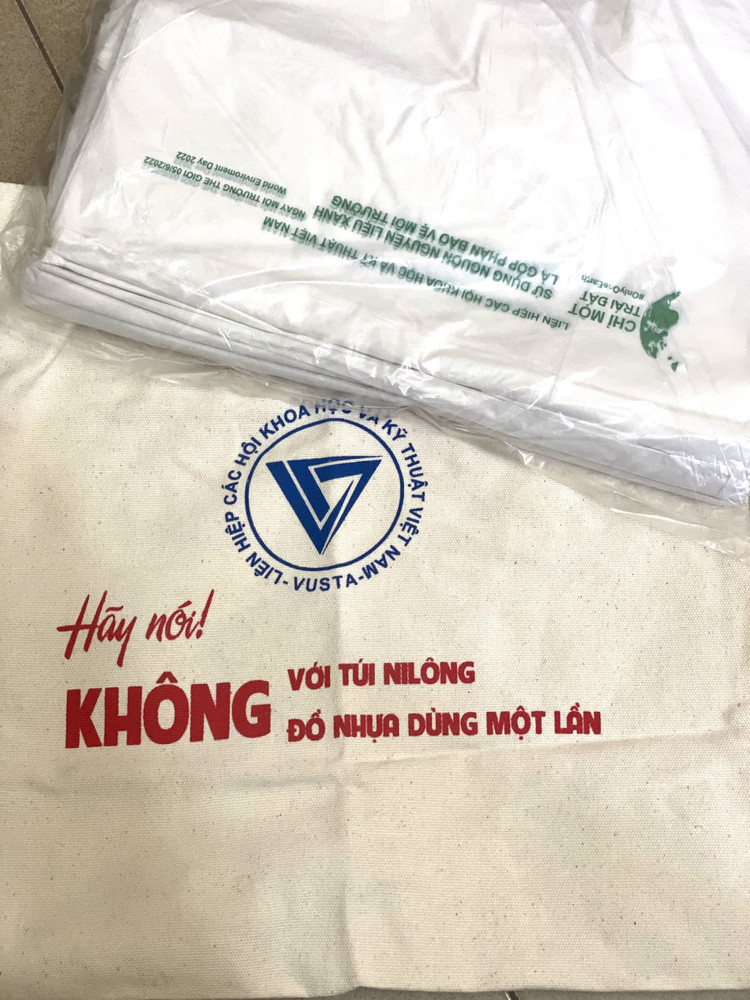 LIÊN HIỆP CÁC HỘI KHOA HỌC VÀ KỸ THUẬT VIỆT NAM
SỬ DỤNG NGUỒN NGUYÊN LIỆU XANH
LÀ GÓP PHẦN BẢO VỆ MÔI TRƯỜNG
NGÀY MÔI TRƯỜNG THẾ GIỚI 05/6/2022
World Enviroment Day 2022
CHỈ MỘT
TRÁI ĐẤT
#OnlyOneEarth
LIÊN HIỆP CÁC HỘI KHOA HỌC VÀ KỸ THUẬT VIỆT NAM
-VUSTA-
Hãy nói!
KHÔNG VỚI TÚI NILÔNG
ĐỒ NHỰA DÙNG MỘT LẦN